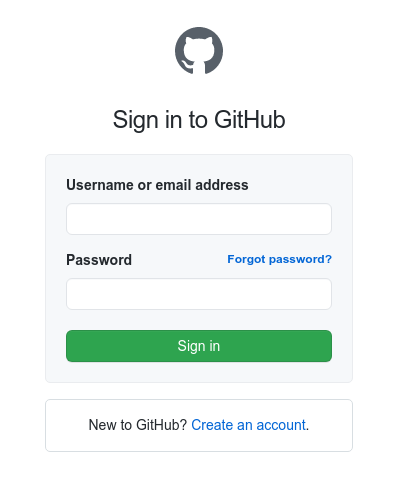 Sign in to GitHub
Username or email address
Password Forgot password?
Sign in
New to GitHub? Create an account.